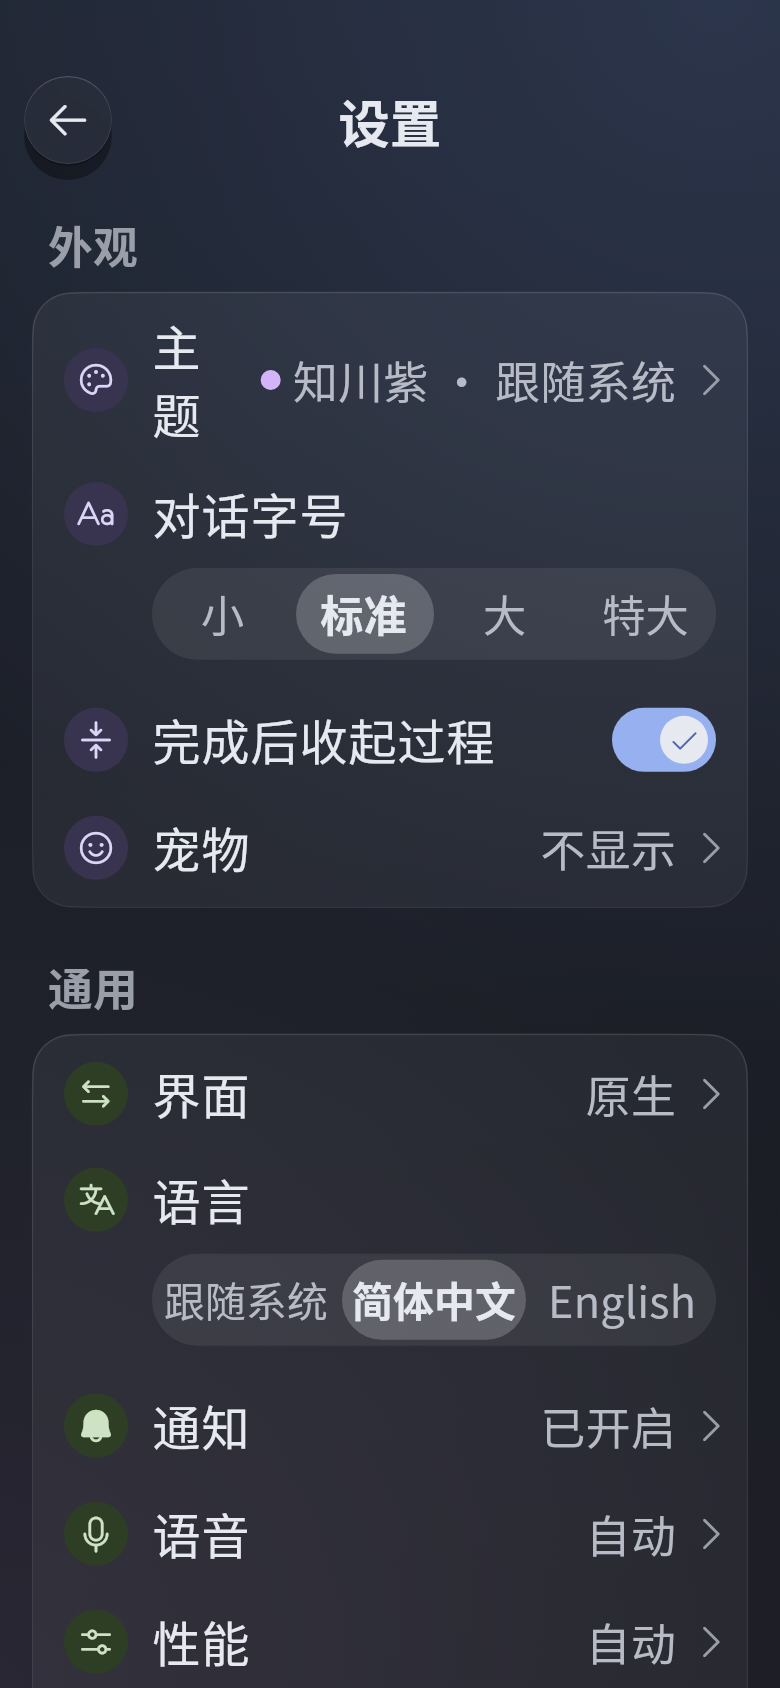 设置
外观
主题
知川紫 · 跟随系统
Aa 对话字号
小 标准 大 特大
完成后收起过程
宠物 不显示
通用
界面 原生
文A 语言
跟随系统 简体中文 English
通知 已开启
语音 自动
性能 自动